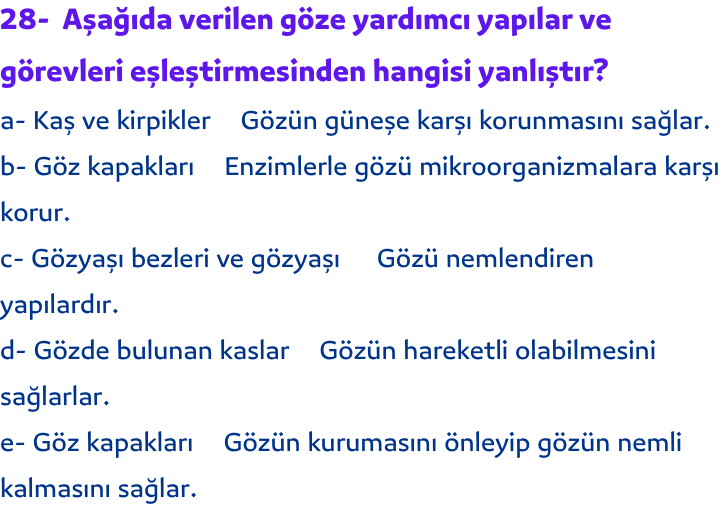 28-  Aşağıda verilen göze yardımcı yapılar ve
görevleri eşleştirmesinden hangisi yanlıştır?
a- Kaş ve kirpikler    Gözün güneşe karşı korunmasını sağlar.
b- Göz kapakları    Enzimlerle gözü mikroorganizmalara karşı
korur.
c- Gözyaşı bezleri ve gözyaşı     Gözü nemlendiren
yapılardır.
d- Gözde bulunan kaslar    Gözün hareketli olabilmesini
sağlarlar.
e- Göz kapakları    Gözün kurumasını önleyip gözün nemli
kalmasını sağlar.